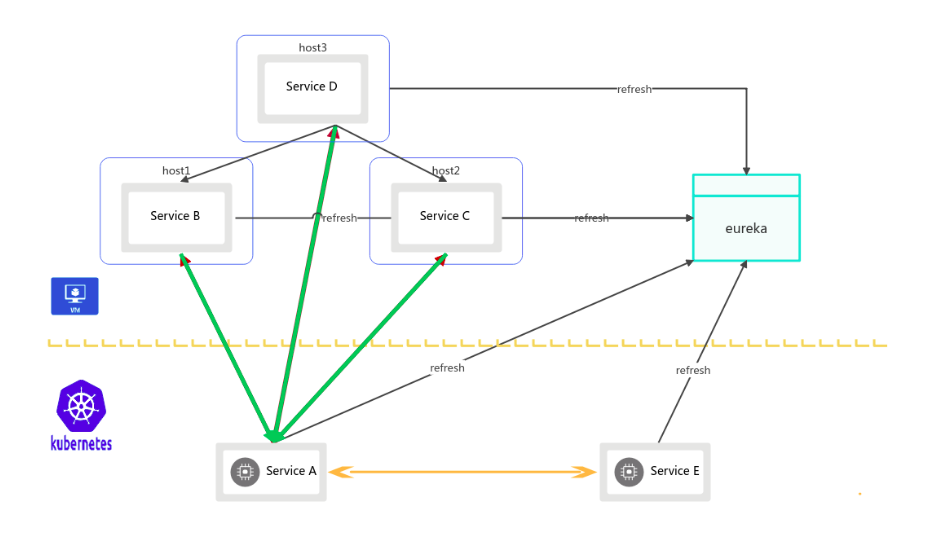 host3
Service D
refresh
host1
host2
Service B
refresh
Service C
refresh
eureka
VM
refresh
refresh
kubernetes
Service A
Service E